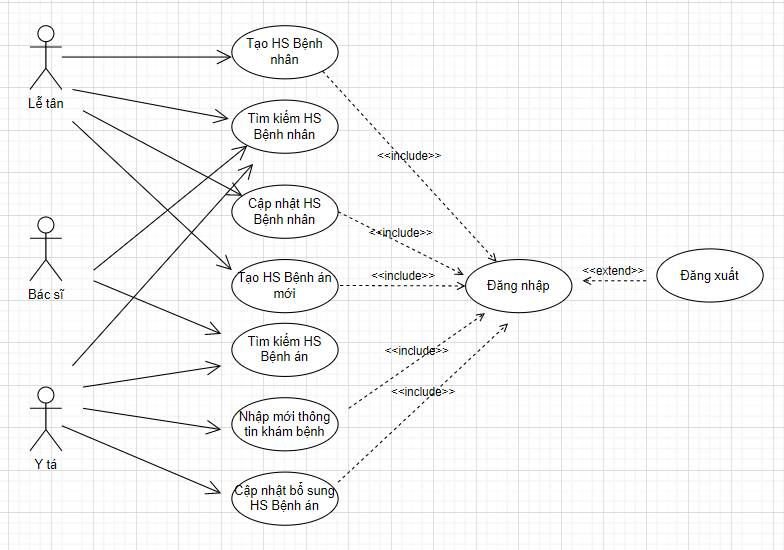 Tạo HS Bệnh
nhân
Lễ tân
Tìm kiếm HS
Bệnh nhân
<<include>>
Cập nhật HS
Bệnh nhân
<<include>>
Bác sĩ
Tạo HS Bệnh án
mới
<<include>>
Đăng nhập
<<extend>>
Đăng xuất
Tìm kiếm HS
Bệnh án
<<include>>
<<include>>
Nhập mới thông
tin khám bệnh
Y tá
Cập nhật bổ sung
HS Bệnh án